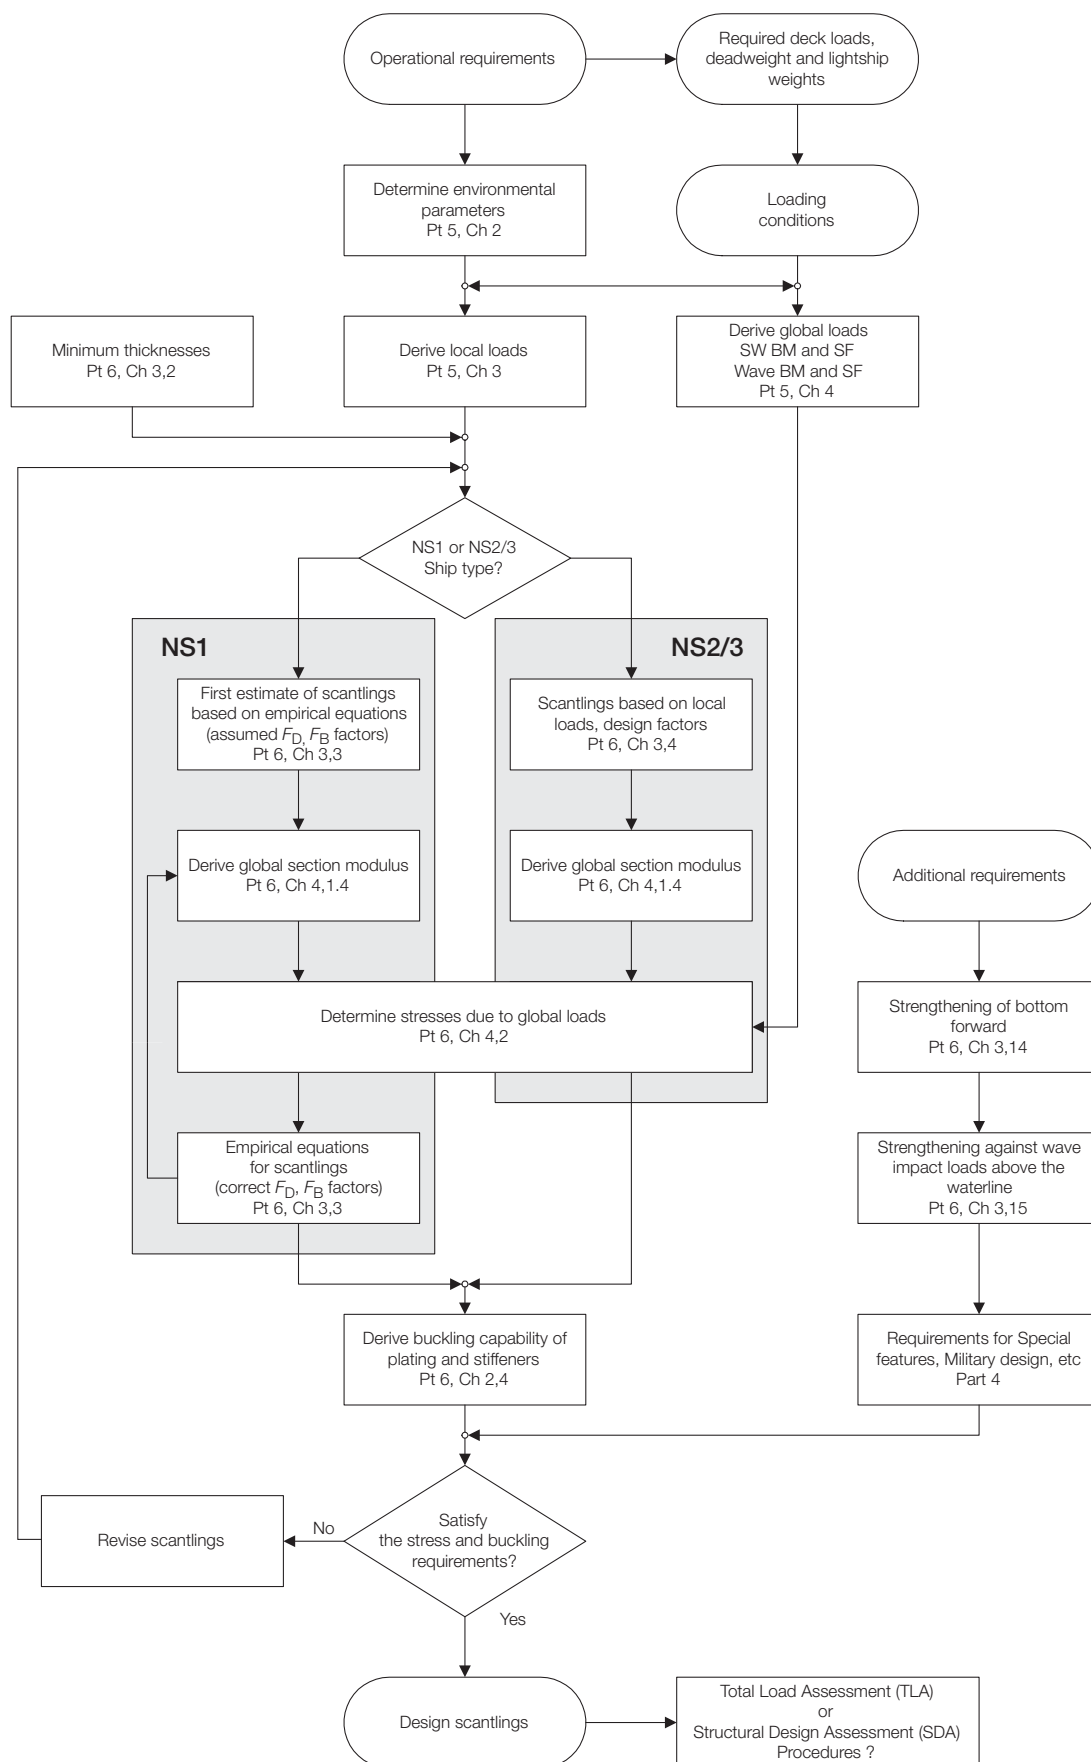 Operational requirements
Required deck loads,
deadweight and lightship
weights
Determine environmental
parameters
Pt 5, Ch 2
Loading
conditions
Minimum thicknesses
Pt 6, Ch 3,2
Derive local loads
Pt 5, Ch 3
Derive global loads
SW BM and SF
Wave BM and SF
Pt 5, Ch 4
NS1 or NS2/3
Ship type?
NS1
NS2/3
First estimate of scantlings
based on empirical equations
(assumed FD, FB factors)
Pt 6, Ch 3,3
Scantlings based on local
loads, design factors
Pt 6, Ch 3,4
Derive global section modulus
Pt 6, Ch 4,1.4
Derive global section modulus
Pt 6, Ch 4,1.4
Additional requirements
Determine stresses due to global loads
Pt 6, Ch 4,2
Strengthening of bottom
forward
Pt 6, Ch 3,14
Empirical equations
for scantlings
(correct FD, FB factors)
Pt 6, Ch 3,3
Strengthening against wave
impact loads above the
waterline
Pt 6, Ch 3,15
Derive buckling capability of
plating and stiffeners
Pt 6, Ch 2,4
Requirements for Special
features, Military design, etc
Part 4
Satisfy
the stress and buckling
requirements?
No
Revise scantlings
Yes
Design scantlings
Total Load Assessment (TLA)
or
Structural Design Assessment (SDA)
Procedures ?